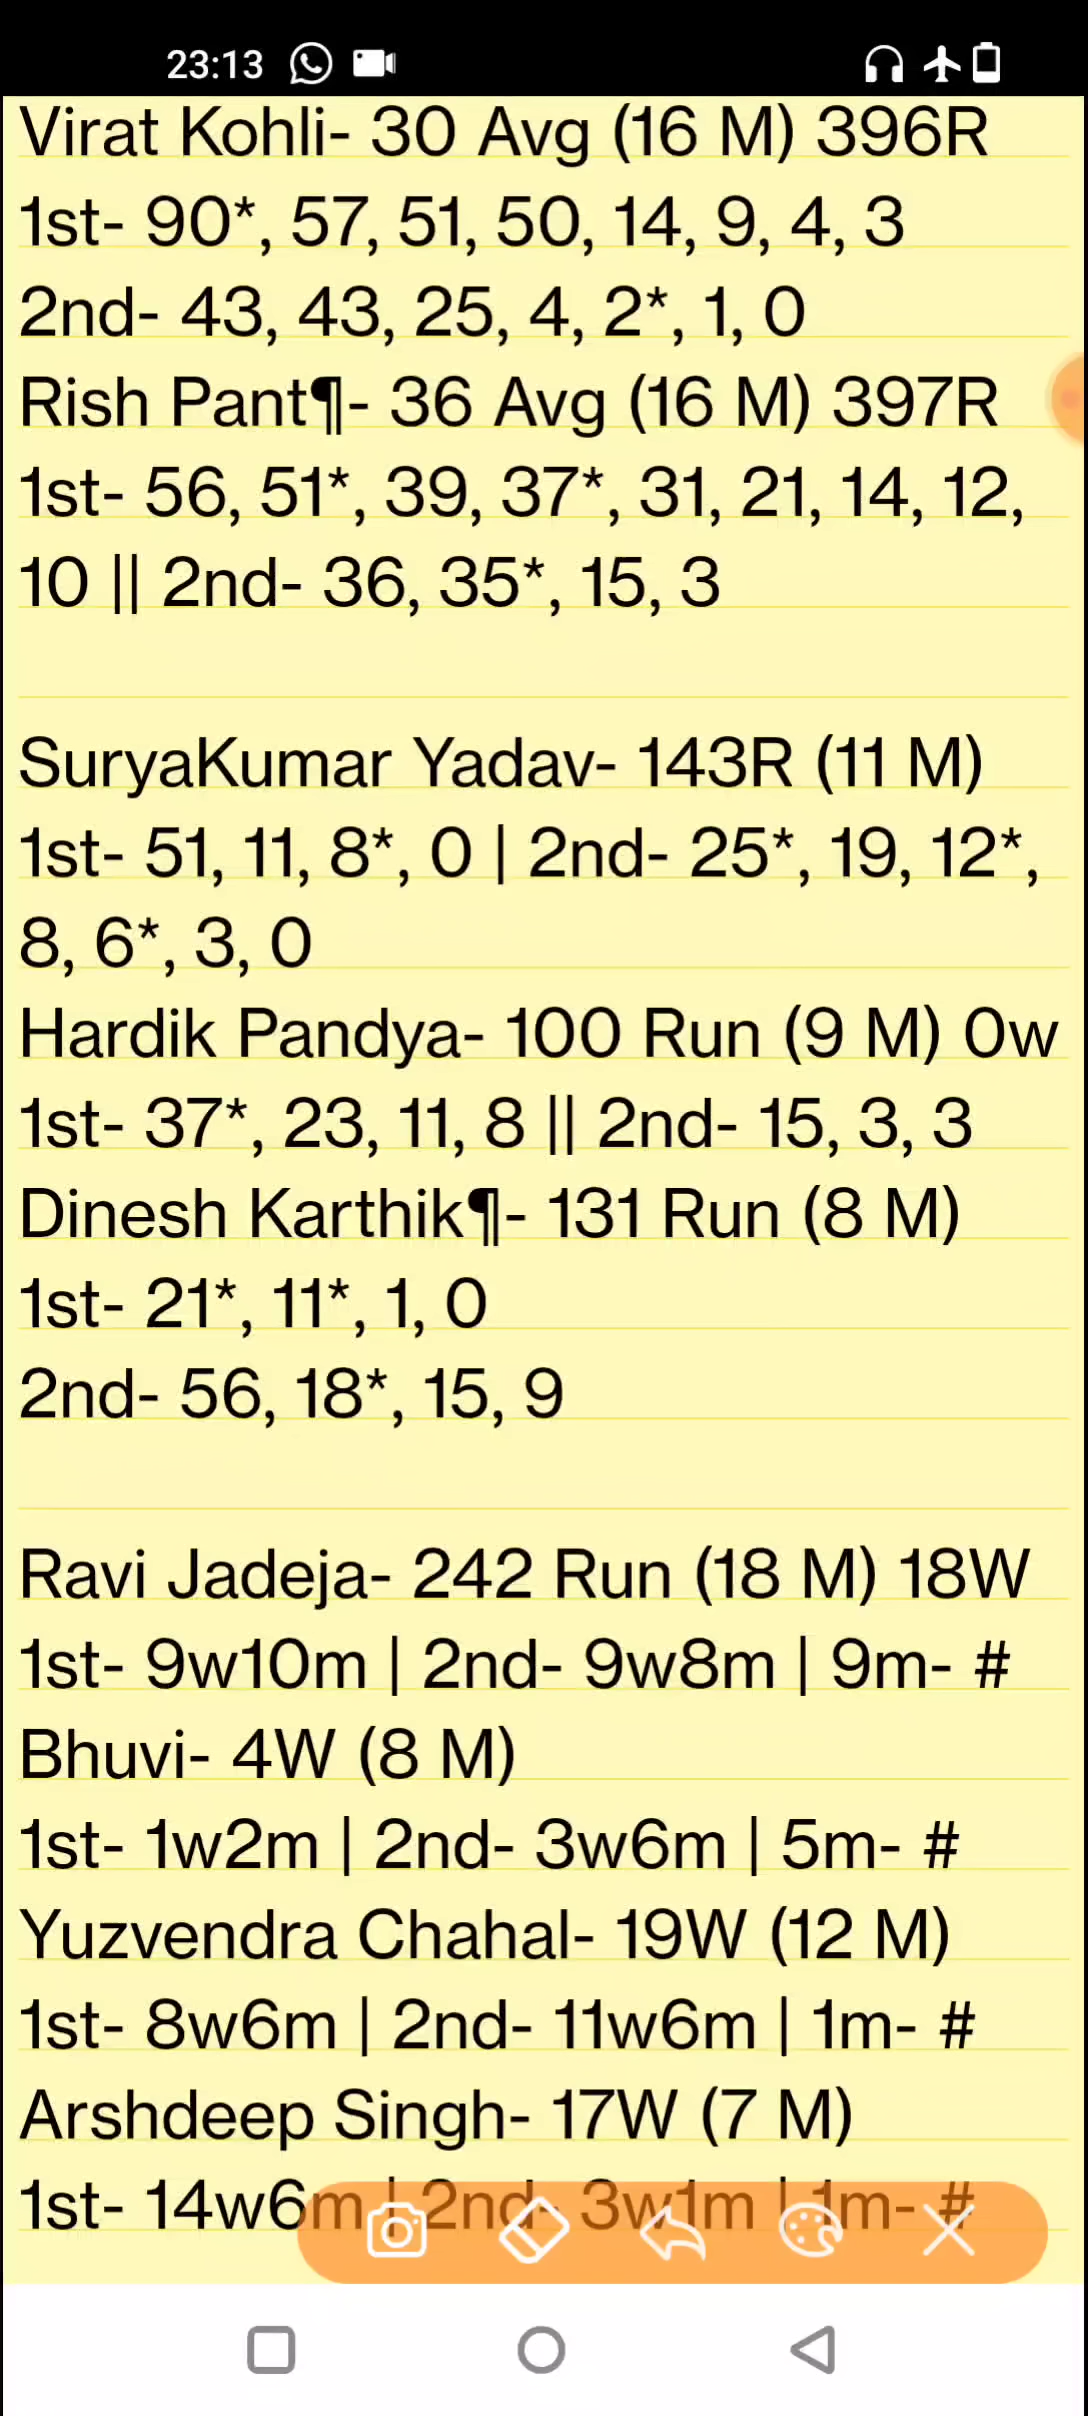 23:13
Virat Kohli- 30 Avg (16 M) 396R
1st- 90*, 57, 51, 50, 14, 9, 4, 3
2nd- 43, 43, 25, 4, 2*, 1, 0
Rish Pant¶- 36 Avg (16 M) 397R
1st- 56, 51*, 39, 37*, 31, 21, 14, 12,
10 || 2nd- 36, 35*, 15, 3
SuryaKumar Yadav- 143R (11 M)
1st- 51, 11, 8*, 0 | 2nd- 25*, 19, 12*,
8, 6*, 3, 0
Hardik Pandya- 100 Run (9 M) 0w
1st- 37*, 23, 11, 8 || 2nd- 15, 3, 3
Dinesh Karthik¶- 131 Run (8 M)
1st- 21*, 11*, 1, 0
2nd- 56, 18*, 15, 9
Ravi Jadeja- 242 Run (18 M) 18W
1st- 9w10m | 2nd- 9w8m | 9m- #
Bhuvi- 4W (8 M)
1st- 1w2m | 2nd- 3w6m | 5m- #
Yuzvendra Chahal- 19W (12 M)
1st- 8w6m | 2nd- 11w6m | 1m- #
Arshdeep Singh- 17W (7 M)
1st- 14w6m | 2nd- 3w1m | 1m- #